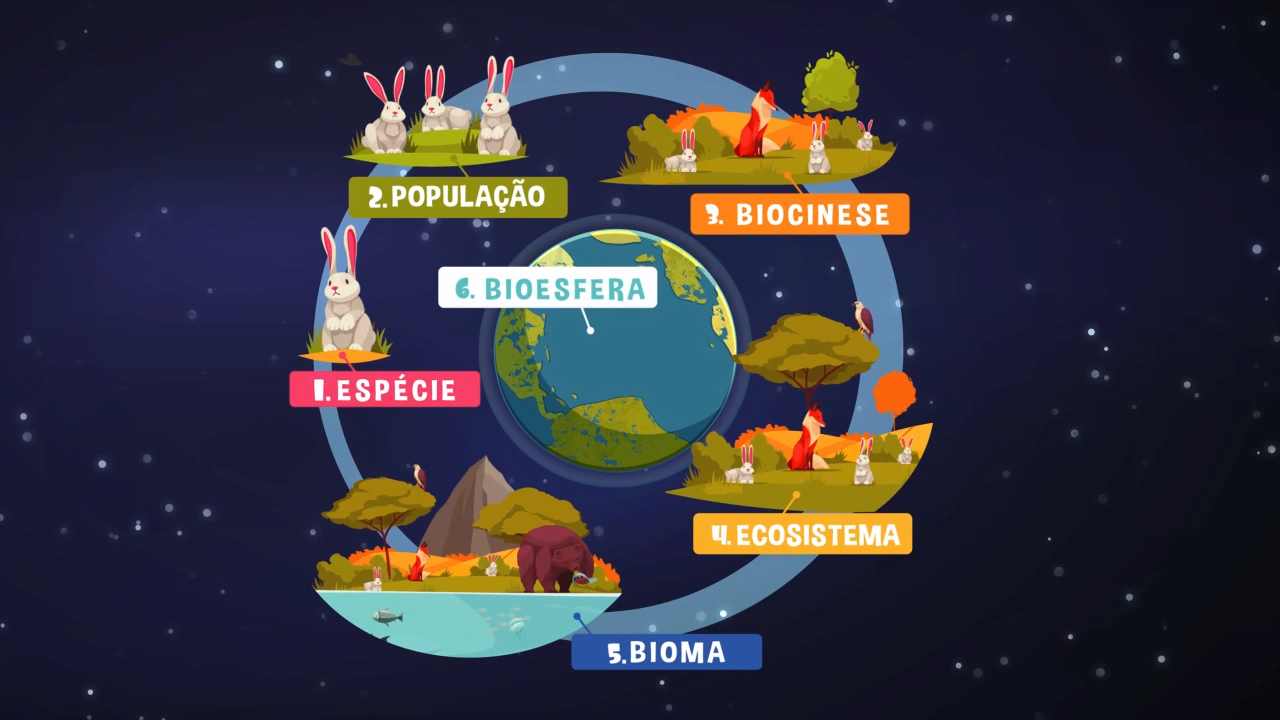 1. ESPÉCIE
2. POPULAÇÃO
3. BIOCINESE
4. ECOSISTEMA
5. BIOMA
6. BIOESFERA